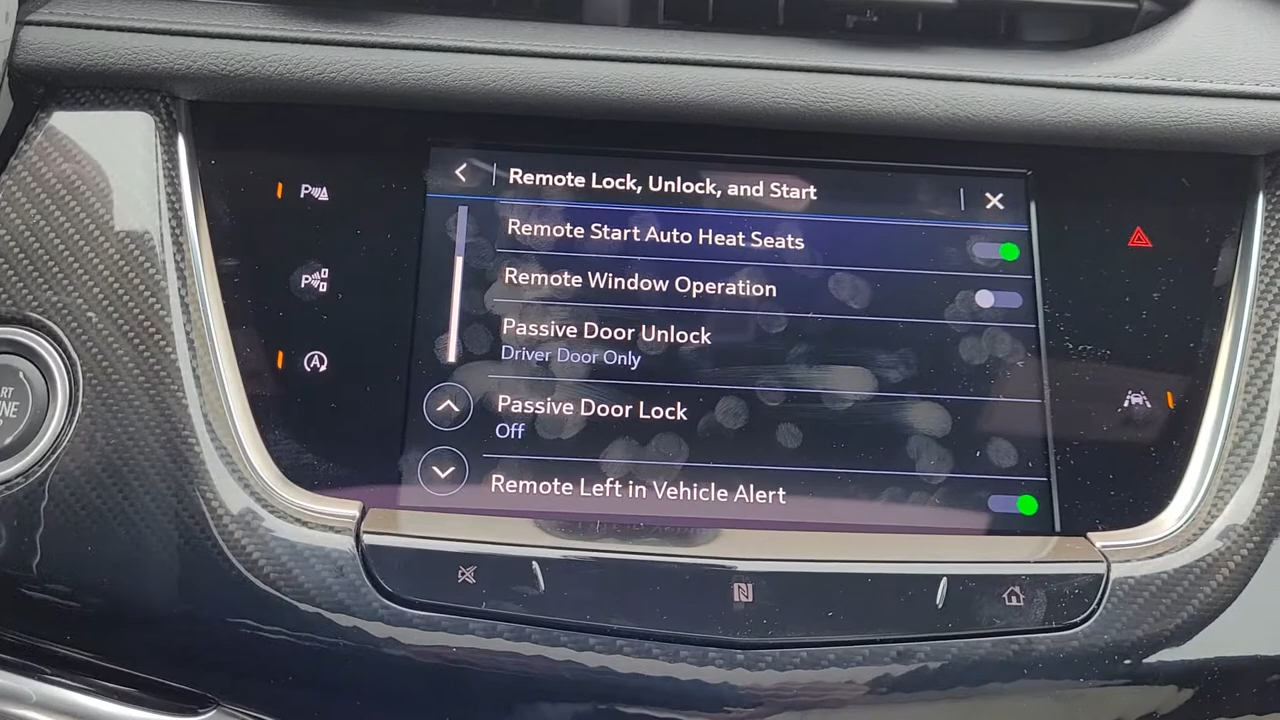 Remote Lock, Unlock, and Start
Remote Start Auto Heat Seats
Remote Window Operation
Passive Door Unlock
Driver Door Only
Passive Door Lock
Off
Remote Left in Vehicle Alert
P
P
A
N